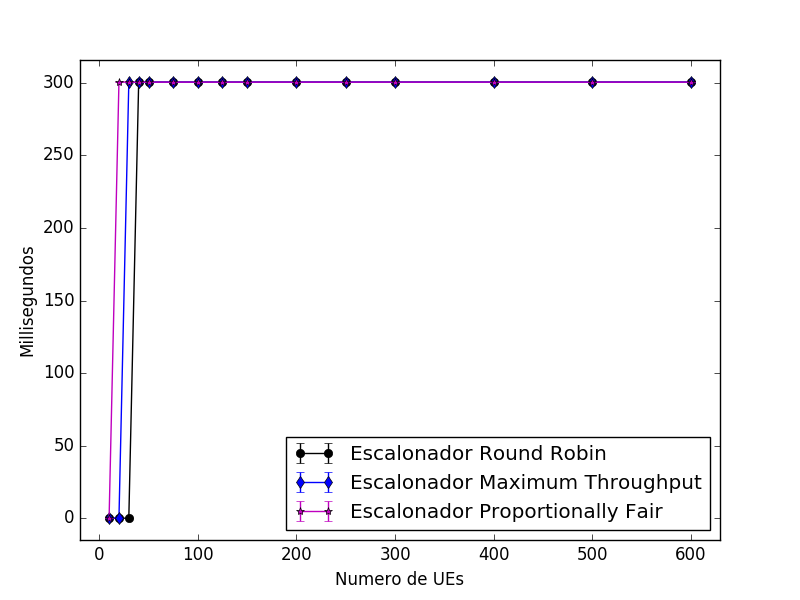 300
250
200
150
100
50
0
Millisegundos
0 100 200 300 400 500 600
Numero de UEs
Escalonador Round Robin
Escalonador Maximum Throughput
Escalonador Proportionally Fair